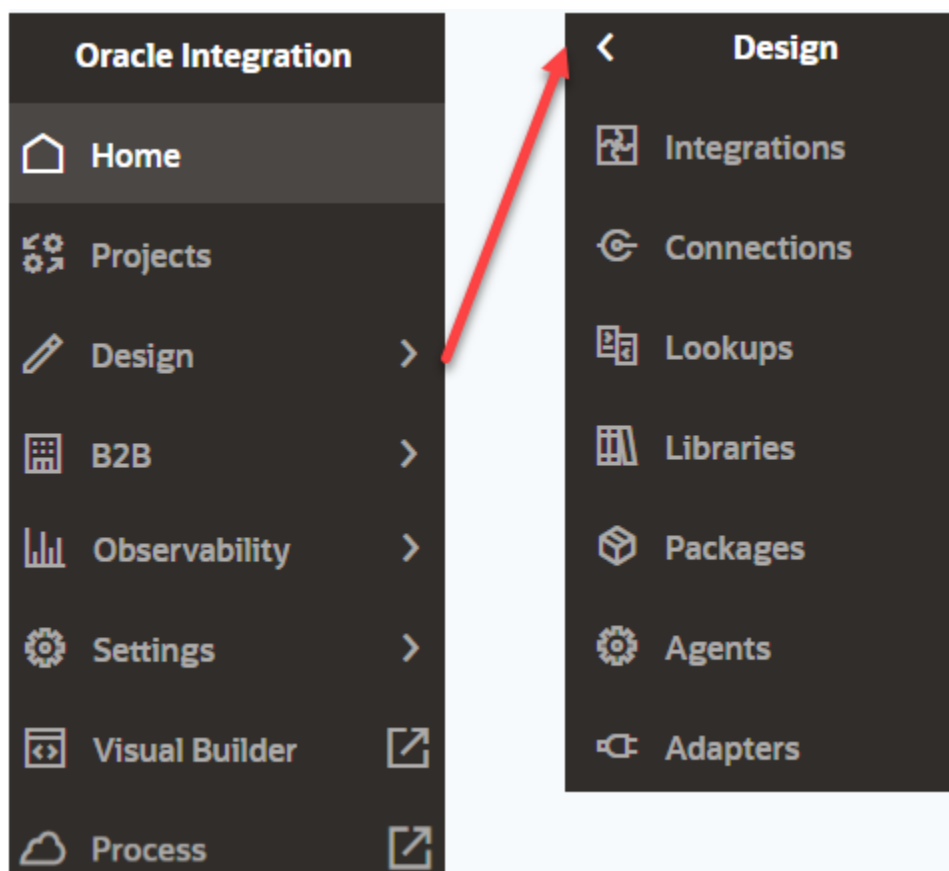 Oracle Integration
Home
Projects
Design
B2B
Observability
Settings
Visual Builder
Process
Design
Integrations
Connections
Lookups
Libraries
Packages
Agents
Adapters